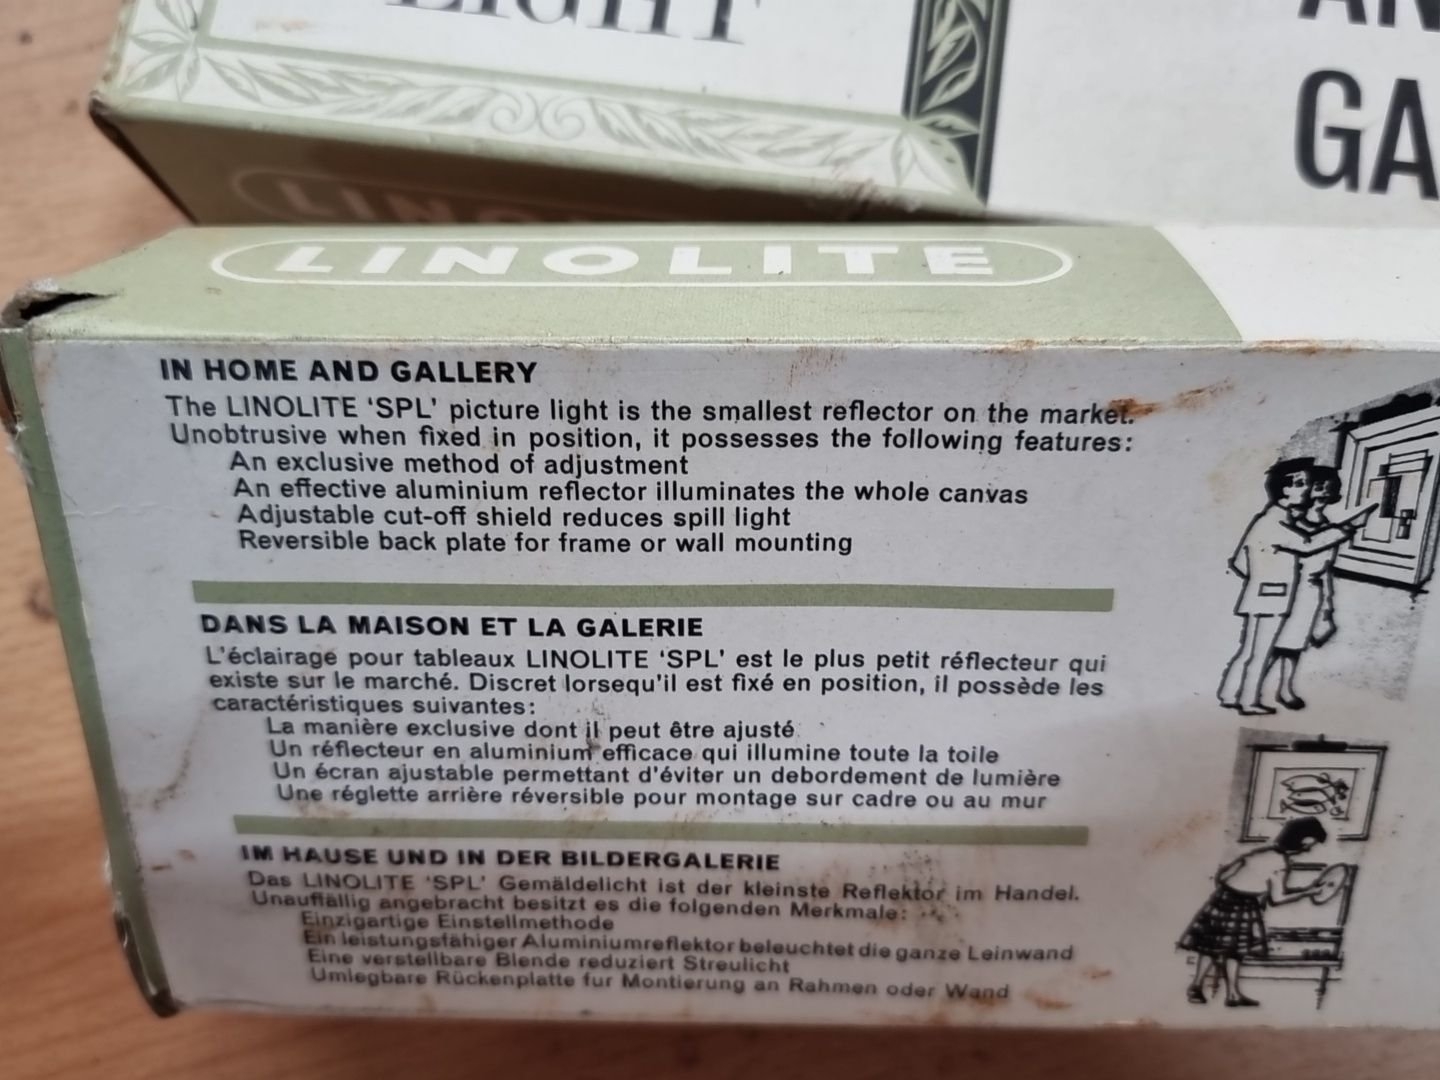 LIGHT
GA
LINOLITE
IN HOME AND GALLERY
The LINOLITE ‘SPL’ picture light is the smallest reflector on the market.
Unobtrusive when fixed in position, it possesses the following features:
An exclusive method of adjustment
An effective aluminium reflector illuminates the whole canvas
Adjustable cut-off shield reduces spill light
Reversible back plate for frame or wall mounting
DANS LA MAISON ET LA GALERIE
L'éclairage pour tableaux LINOLITE ‘SPL’ est le plus petit réflecteur qui
existe sur le marché. Discret lorsequ'il est fixé en position, il possède les
caractéristiques suivantes:
La manière exclusive dont il peut être ajusté
Un réflecteur en aluminium efficace qui illumine toute la toile
Un écran ajustable permettant d'éviter un debordement de lumière
Une réglette arrière réversible pour montage sur cadre ou au mur
IM HAUSE UND IN DER BILDERGALERIE
Das LINOLITE ‘SPL’ Gemäldelicht ist der kleinste Reflektor im Handel.
Unauffällig angebracht besitzt es die folgenden Merkmale:
Einzigartige Einstellmethode
Ein leistungsfähiger Aluminiumreflektor beleuchtet die ganze Leinwand
Eine verstellbare Blende reduziert Streulicht
Umlegbare Rückenplatte fur Montierung an Rahmen oder Wand